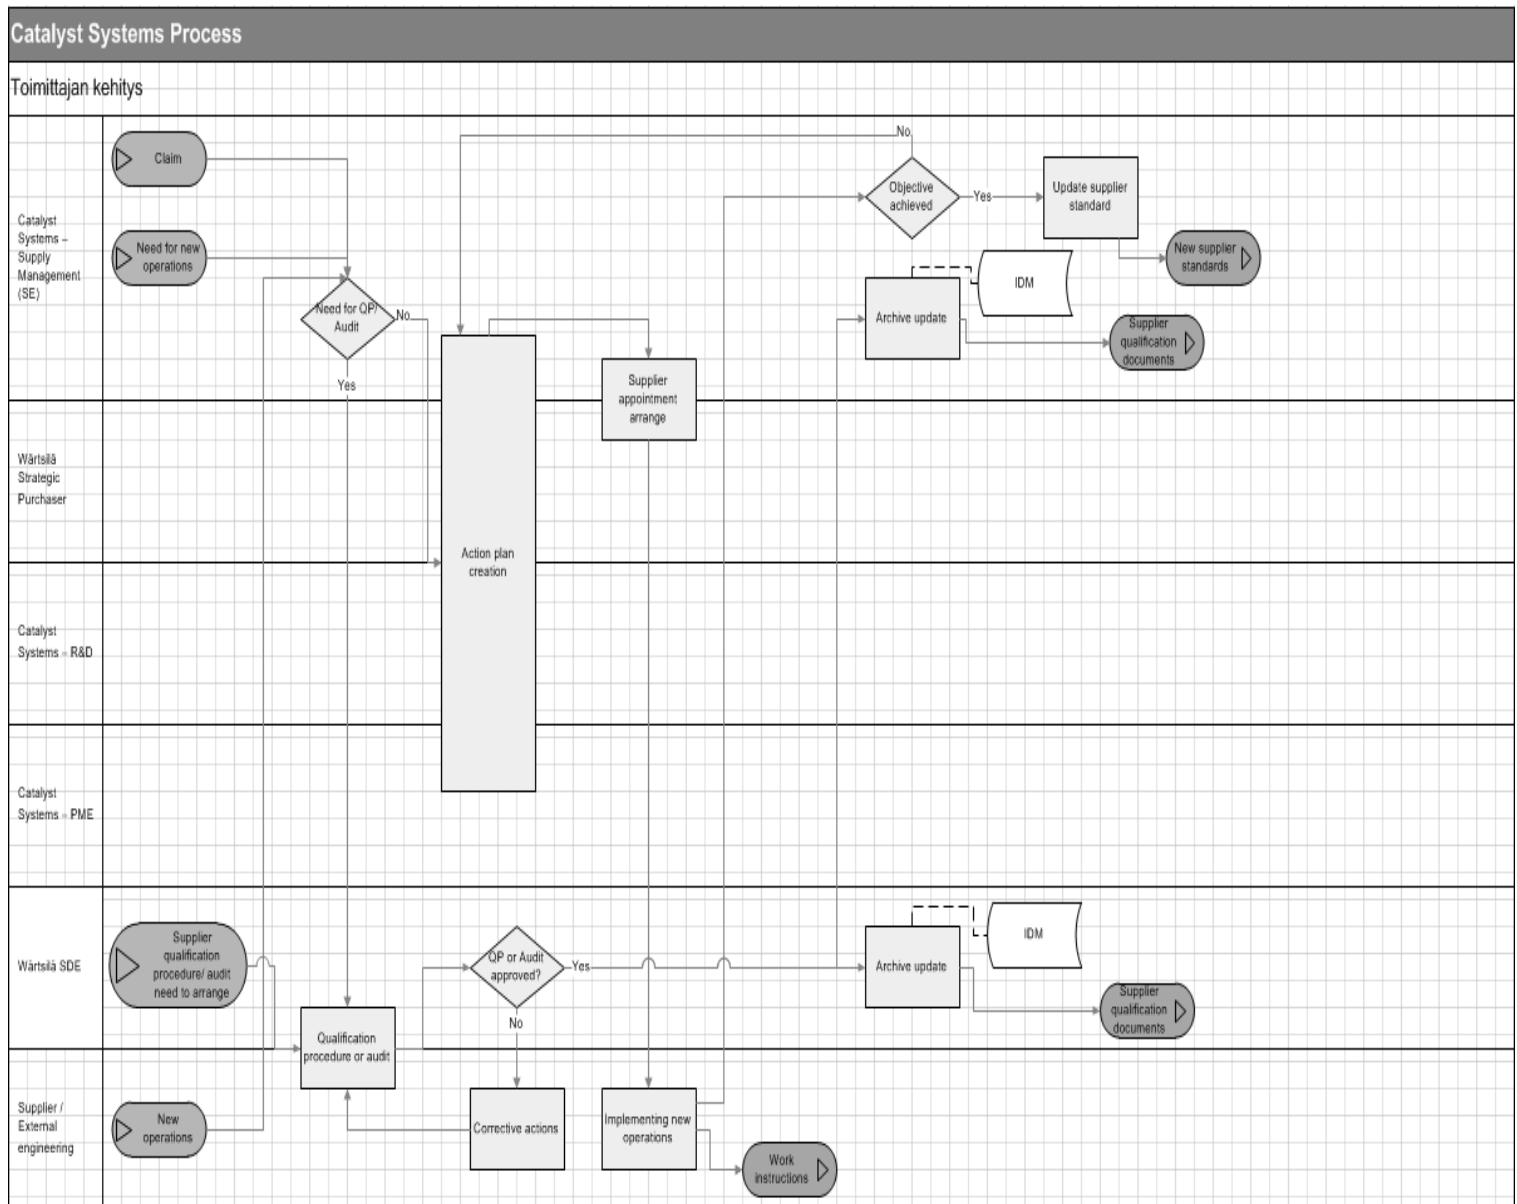 Catalyst Systems Process
Toimittajan kehitys
Catalyst
Systems –
Supply
Management
(SE)
Claim
Need for new
operations
Need for QP/
Audit
No
Yes
No
Objective
achieved
Yes
Update supplier
standard
New supplier
standards
IDM
Archive update
Supplier
qualification
documents
Supplier
appointment
arrange
Wärtsilä
Strategic
Purchaser
Action plan
creation
Catalyst
Systems – R&D
Catalyst
Systems – PME
Wärtsilä SDE
Supplier
qualification
procedure/ audit
need to arrange
Qualification
procedure or audit
QP or Audit
approved?
Yes
No
Archive update
IDM
Supplier
qualification
documents
Supplier /
External
engineering
New
operations
Corrective actions
Implementing new
operations
Work
instructions